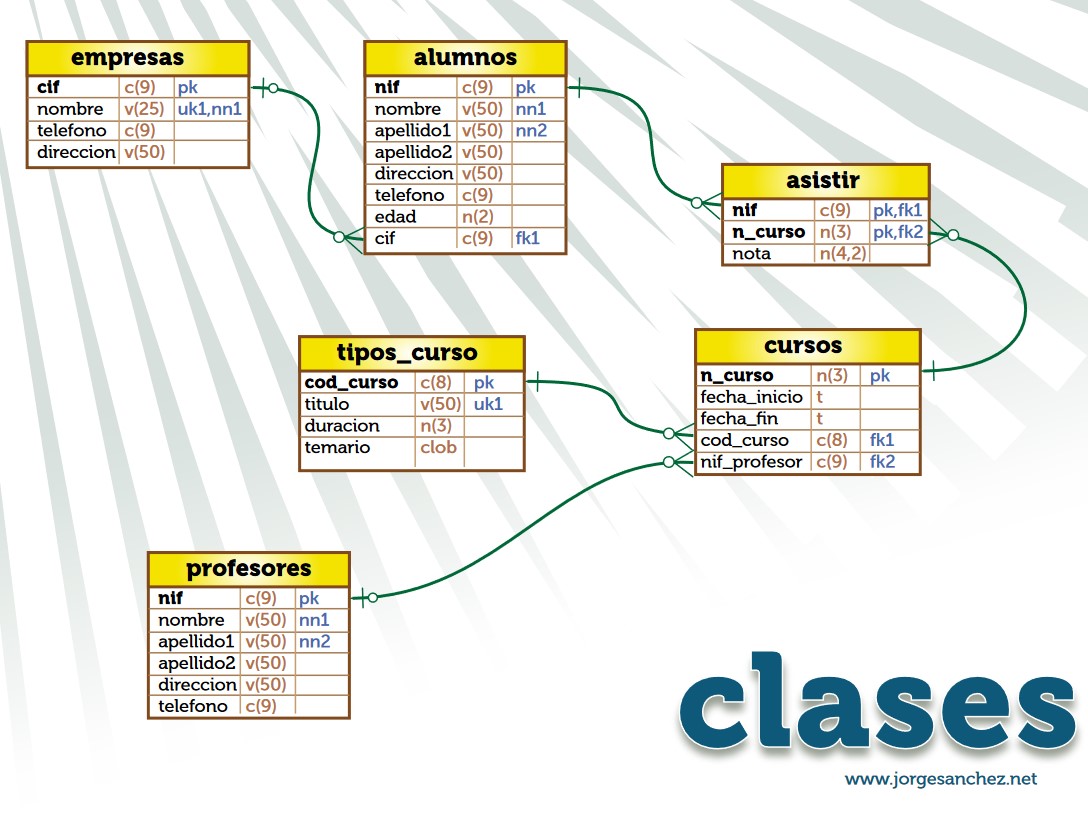 empresas
cif c(9) pk
nombre v(25) uk1,nn1
telefono c(9)
direccion v(50)
alumnos
nif c(9) pk
nombre v(50) nn1
apellido1 v(50) nn2
apellido2 v(50)
direccion v(50)
telefono c(9)
edad n(2)
cif c(9) fk1
asistir
nif c(9) pk,fk1
n_curso n(3) pk,fk2
nota n(4,2)
tipos_curso
cod_curso c(8) pk
titulo v(50) uk1
duracion n(3)
temario clob
cursos
n_curso n(3) pk
fecha_inicio t
fecha_fin t
cod_curso c(8) fk1
nif_profesor c(9) fk2
profesores
nif c(9) pk
nombre v(50) nn1
apellido1 v(50) nn2
apellido2 v(50)
direccion v(50)
telefono c(9)
clases
www.jorgesanchez.net